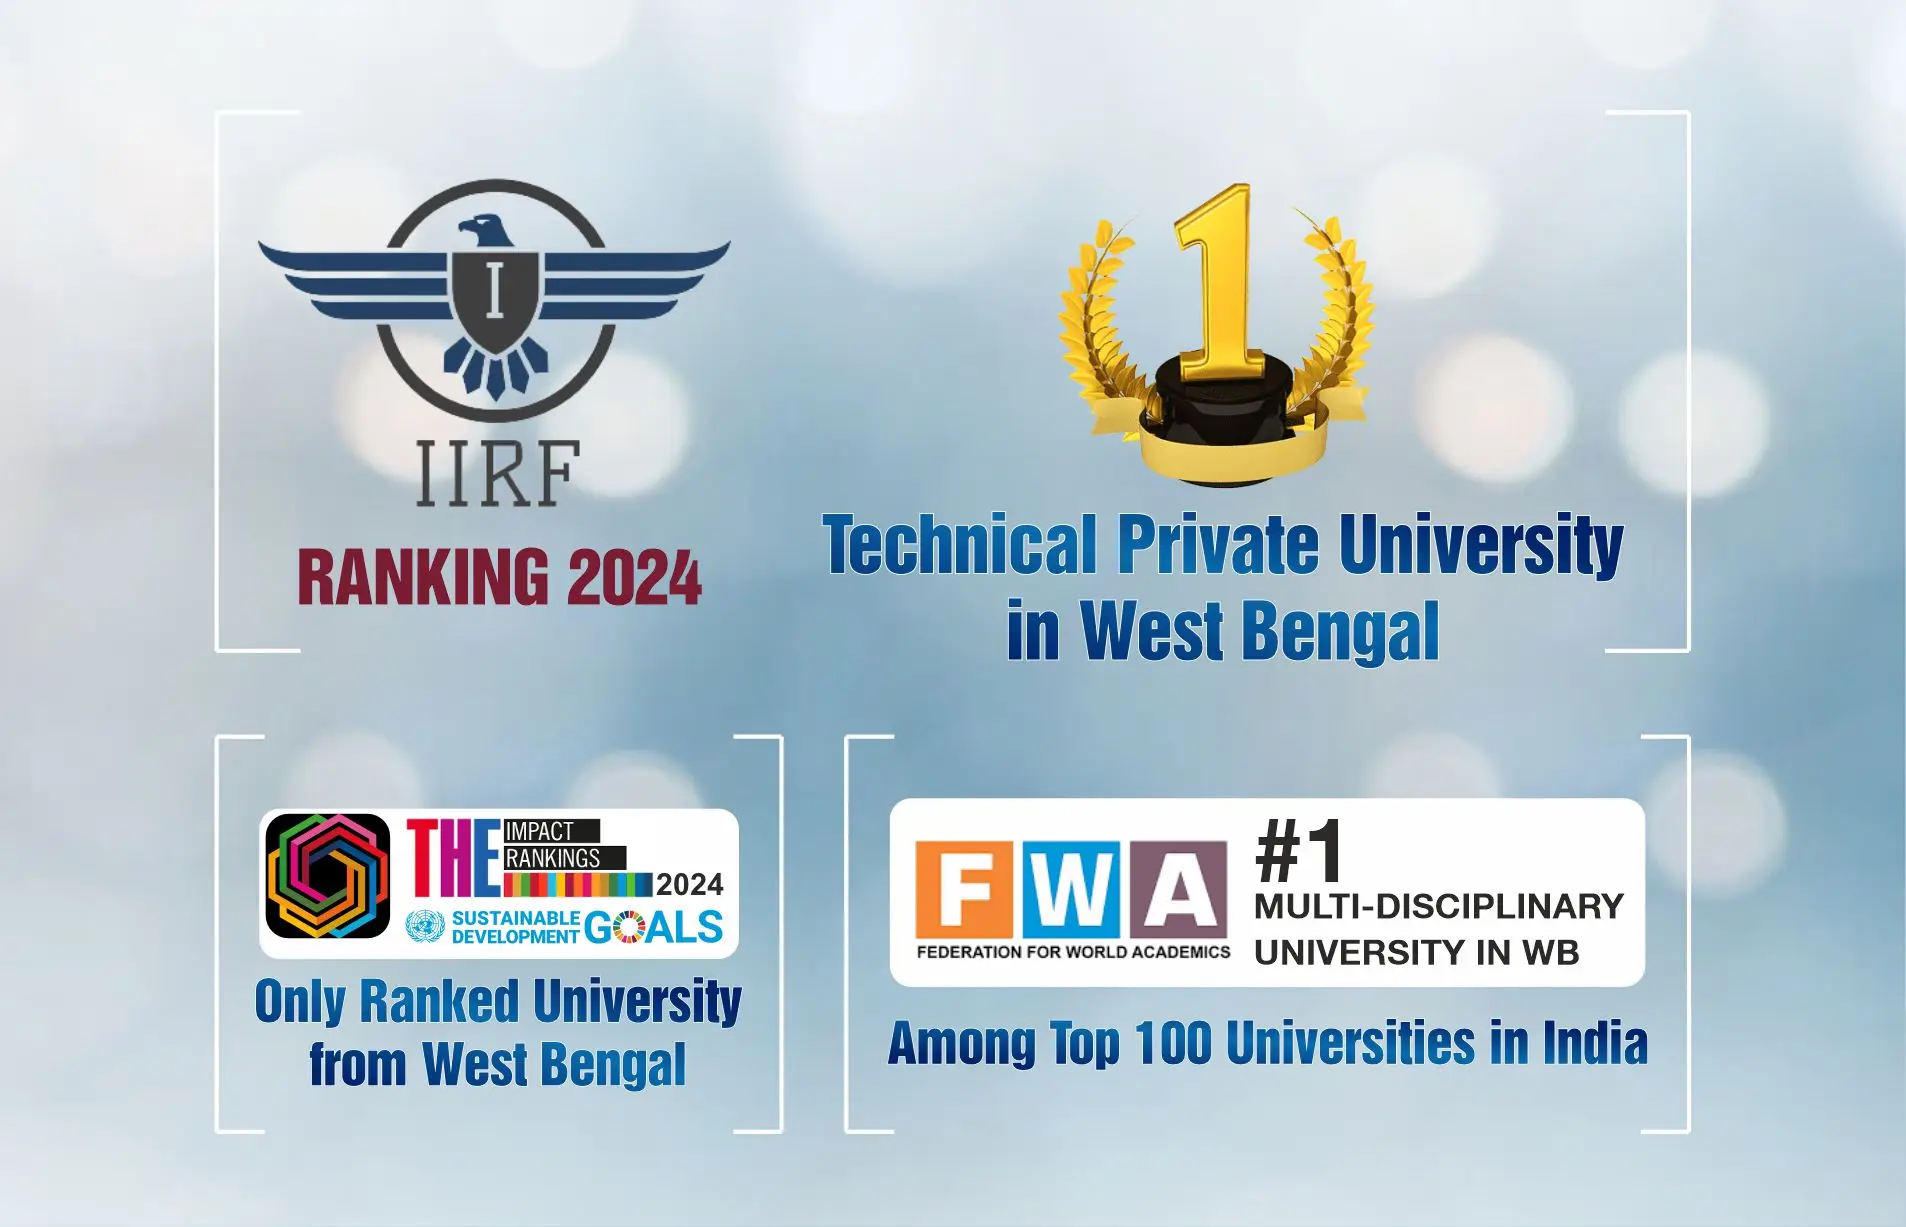 I
IIRF
RANKING 2024
1
Technical Private University
in West Bengal
THE IMPACT
RANKINGS
2024
SUSTAINABLE
DEVELOPMENT GOALS
Only Ranked University
from West Bengal
FWA
FEDERATION FOR WORLD ACADEMICS
#1
MULTI-DISCIPLINARY
UNIVERSITY IN WB
Among Top 100 Universities in India